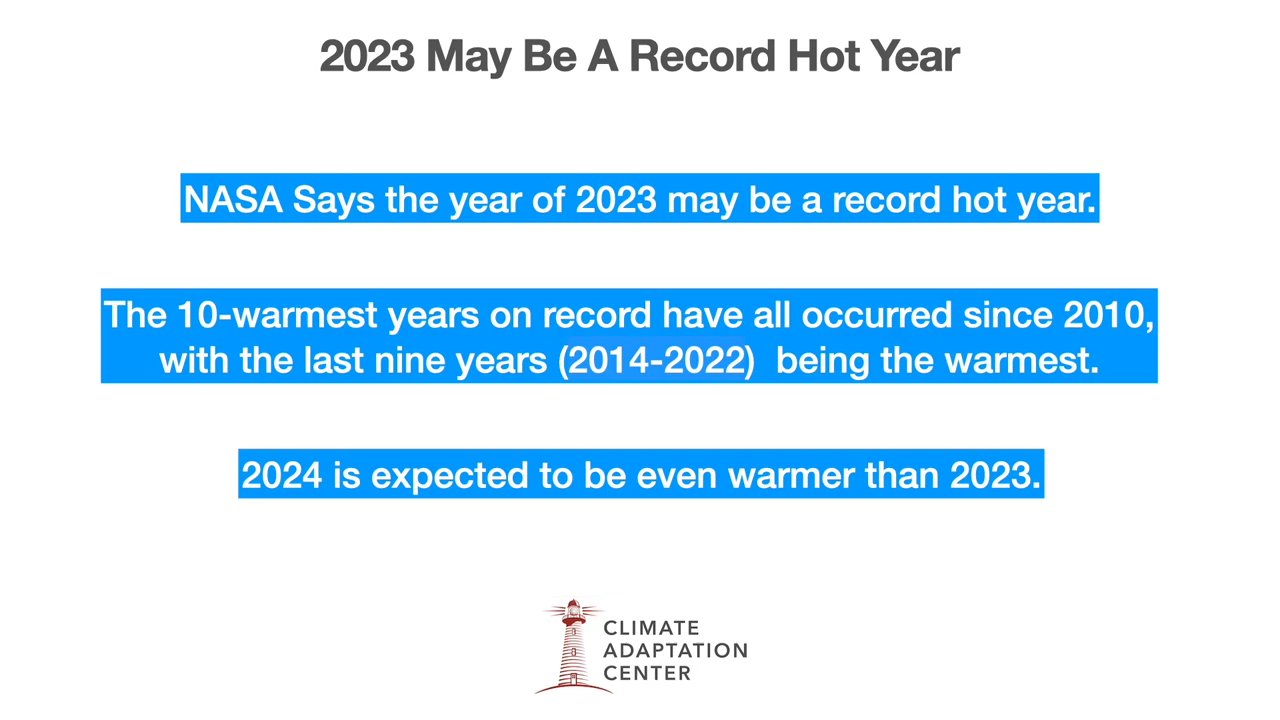 2023 May Be A Record Hot Year
NASA Says the year of 2023 may be a record hot year.
The 10-warmest years on record have all occurred since 2010,
with the last nine years (2014-2022)  being the warmest.
2024 is expected to be even warmer than 2023.
CLIMATE
ADAPTATION
CENTER